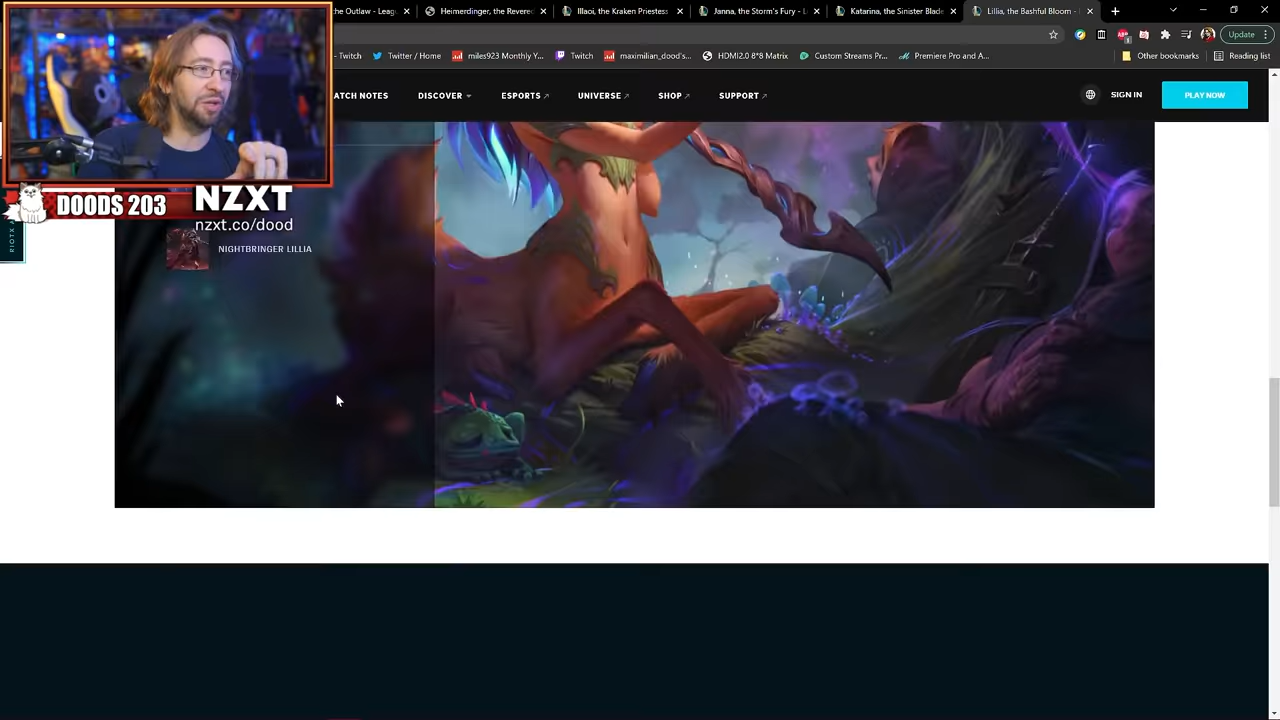 the Outlaw - Leagu
Heimerdinger, the Revered
Illaoi, the Kraken Priestess
Janna, the Storm's Fury - L
Katarina, the Sinister Blade
Lillia, the Bashful Bloom -
Update
- Twitch
Twitter / Home
miles923 Monthly Y...
Twitch
maximilian_dood's...
HDMI2.0 8*8 Matrix
Custom Streams Pr...
Premiere Pro and A...
Other bookmarks
Reading list
ATCH NOTES
DISCOVER
ESPORTS
UNIVERSE
SHOP
SUPPORT
SIGN IN
PLAY NOW
DOODS 203
NZXT
nzxt.co/dood
RIOTX
NIGHTBRINGER LILLIA